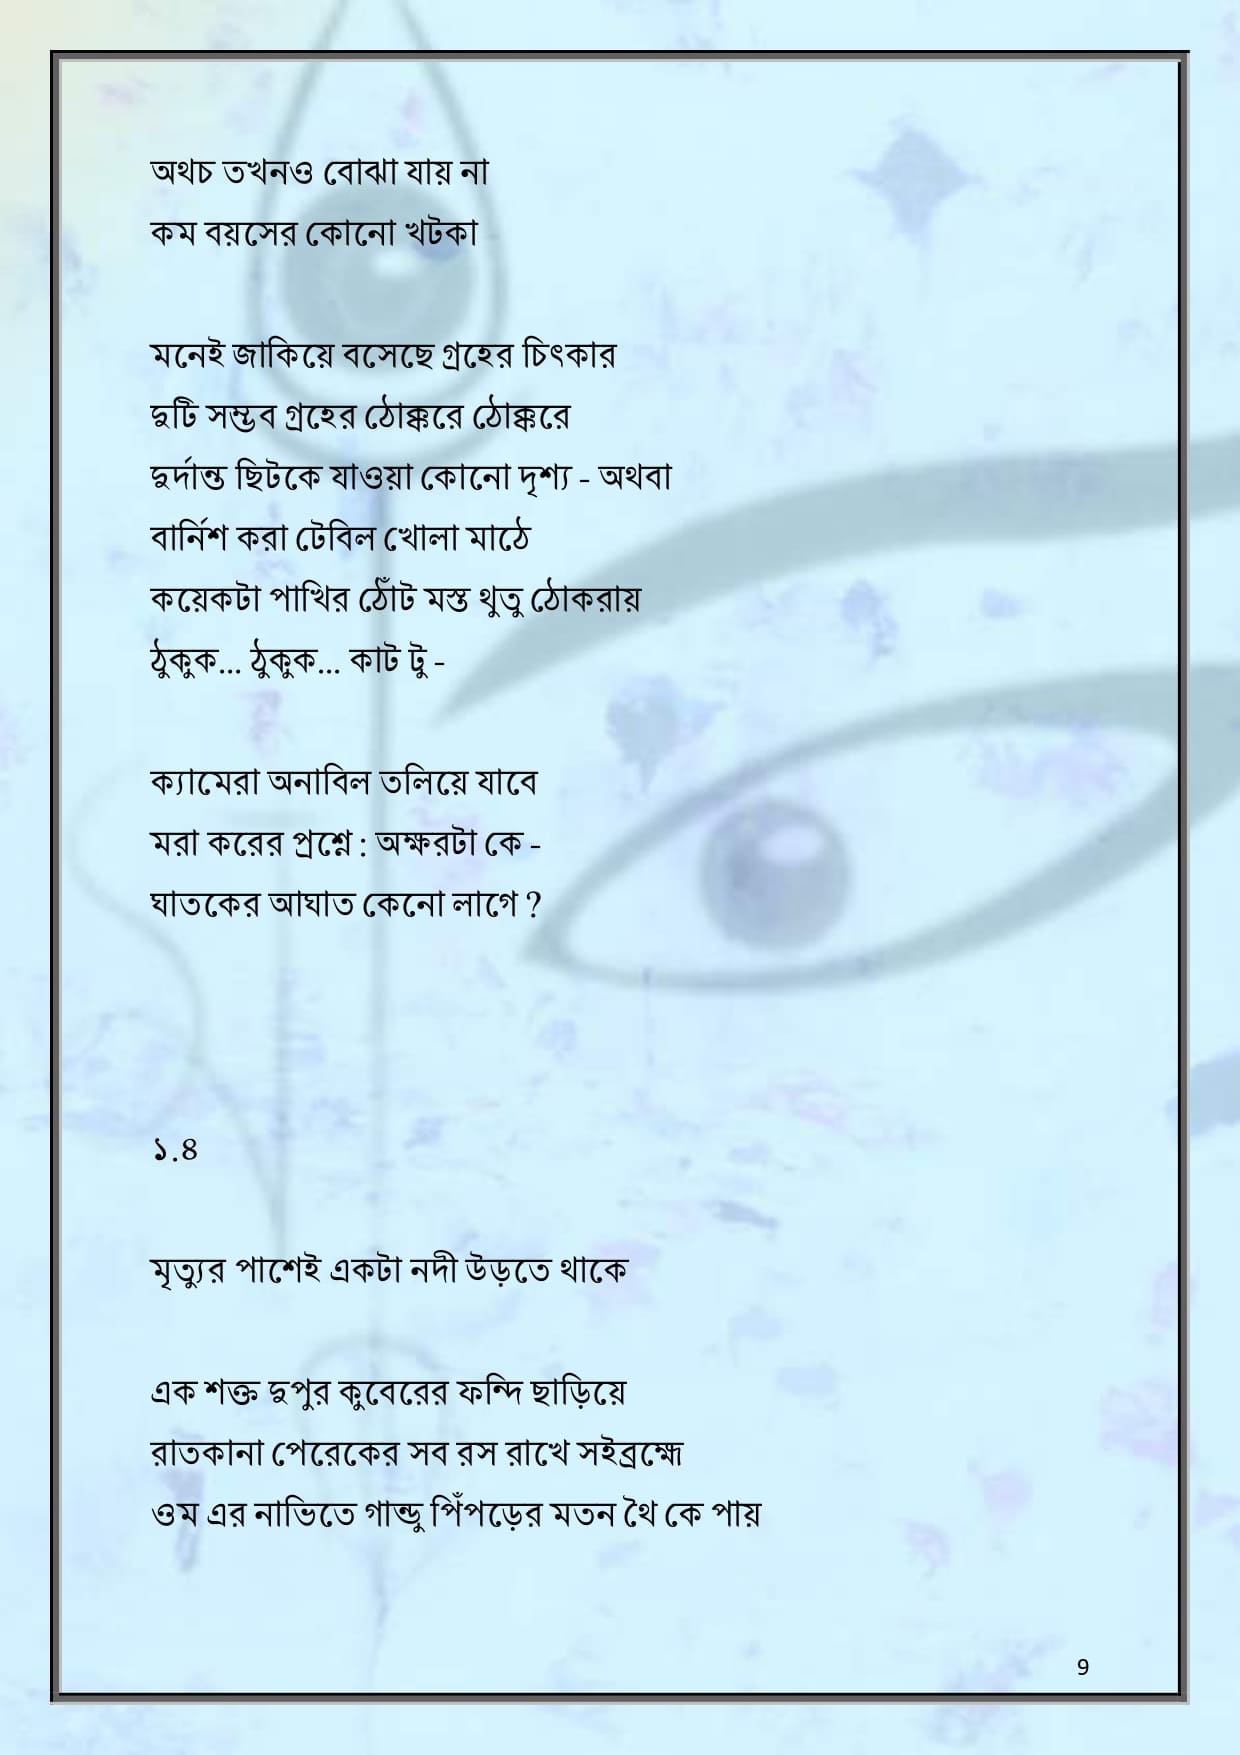 অথচ তখনও বোঝা যায় না
কম বয়সের কোনো খটকা
মনেই জাকিয়ে বসেছে গ্রহের চিৎকার
দুটি সম্ভব গ্রহের ঠোক্করে ঠোক্করে
দুর্দান্ত ছিটকে যাওয়া কোনো দৃশ্য - অথবা
বার্নিশ করা টেবিল খোলা মাঠে
কয়েকটা পাখির ঠোঁট মস্ত থুতু ঠোকরায়
ঠুকুক... ঠুকুক... কাট টু -
ক্যামেরা অনাবিল তলিয়ে যাবে
মরা করের প্রশ্নে : অক্ষরটা কে -
ঘাতকের আঘাত কেনো লাগে ?
১.৪
মৃত্যুর পাশেই একটা নদী উড়তে থাকে
এক শক্ত দুপুর কুবেরের ফন্দি ছাড়িয়ে
রাতকানা পেরেকের সব রস রাখে সইব্রহ্মে
ওম এর নাভিতে গান্ডু পিঁপড়ের মতন থৈ কে পায়
9